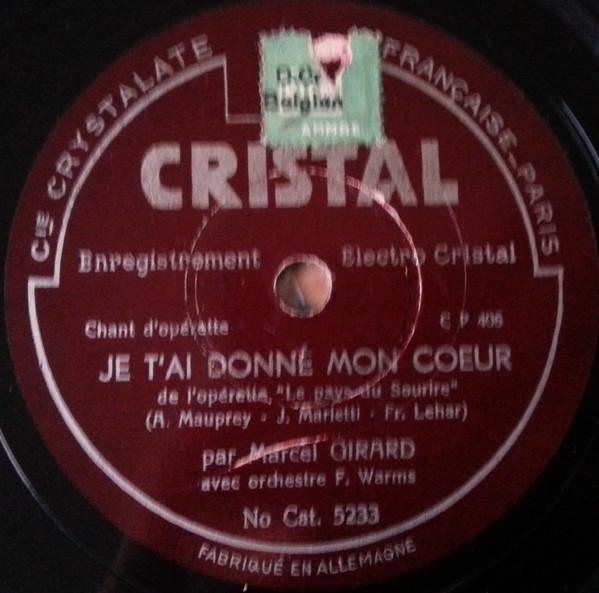 Cie CRYSTALATE FRANÇAISE-PARIS
Belgian
CRISTAL
Enregistrement Electro Cristal
Chant d'opérette C P 406
JE T'AI DONNÉ MON COEUR
de l'opérette "Le pays du Sourire"
(A. Mauprey - J. Marietti - Fr. Lehar)
par Marcel GIRARD
avec orchestre F. Warms
No Cat. 5233
FABRIQUÉ EN ALLEMAGNE